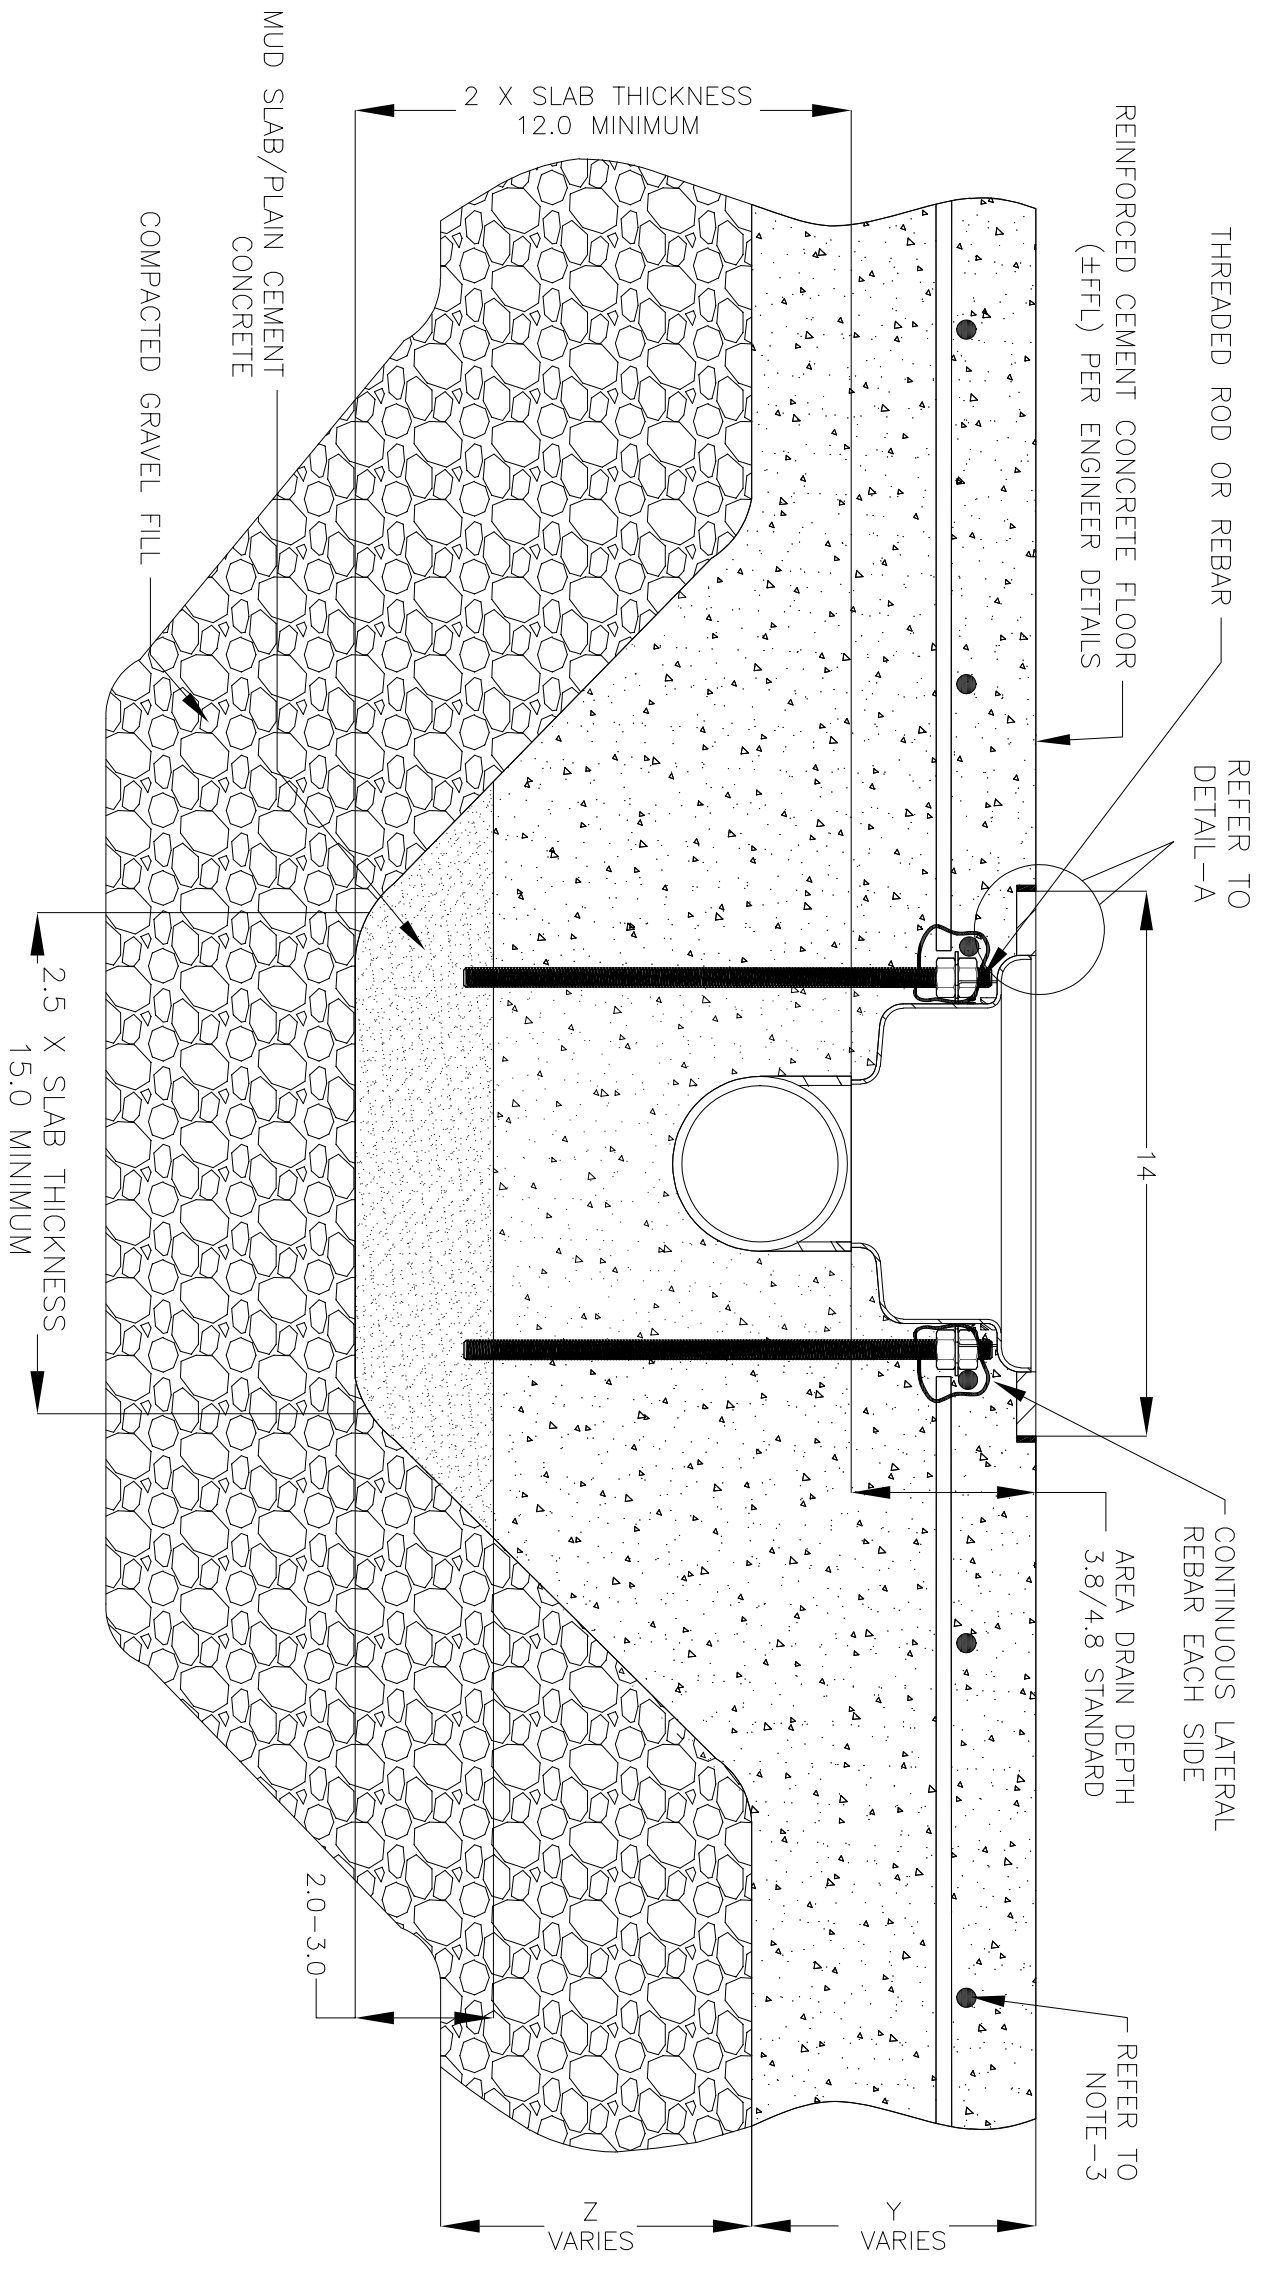 THREADED ROD OR REBAR
REINFORCED CEMENT CONCRETE FLOOR
(±FFL) PER ENGINEER DETAILS
REFER TO
DETAIL-A
14
CONTINUOUS LATERAL
REBAR EACH SIDE
AREA DRAIN DEPTH
3.8/4.8 STANDARD
REFER TO
NOTE-3
Y
VARIES
Z
VARIES
2 X SLAB THICKNESS
12.0 MINIMUM
MUD SLAB/PLAIN CEMENT
CONCRETE
COMPACTED GRAVEL FILL
2.5 X SLAB THICKNESS
15.0 MINIMUM
2.0-3.0